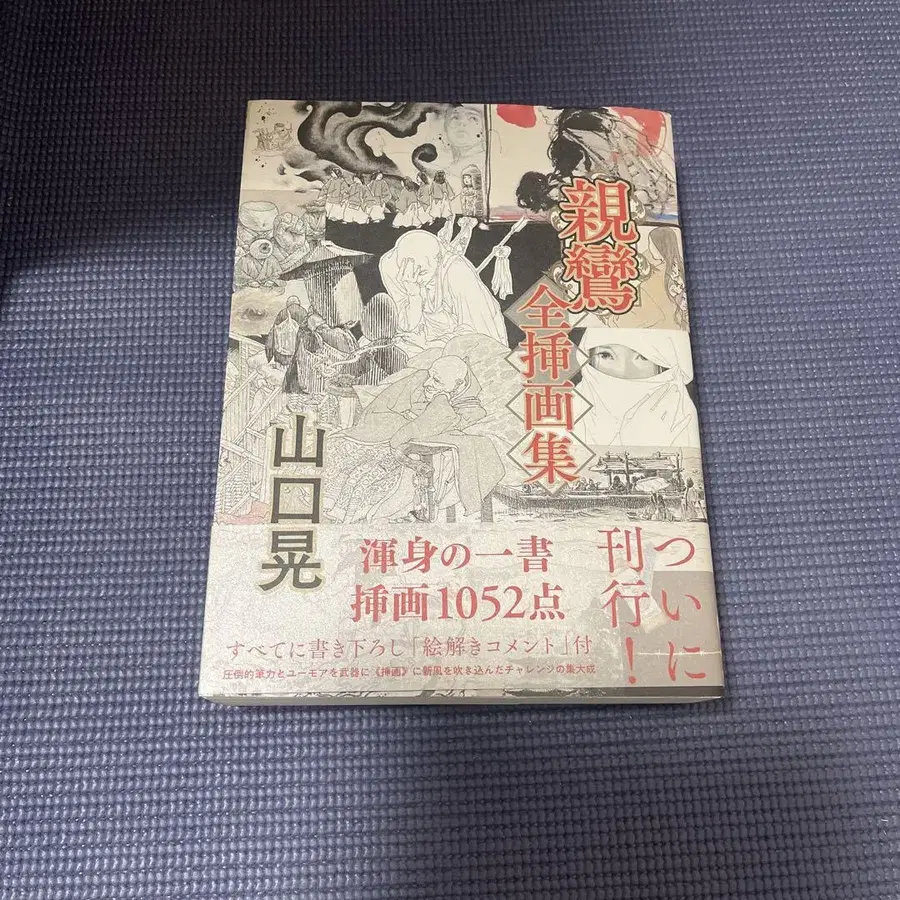 親鸞
全挿画集
山口晃
ついに
刊行！
渾身の一書
挿画1052点
すべてに書き下ろし「絵解きコメント」付
圧倒的筆力とユーモアを武器に《挿画》に新風を吹き込んだチャレンジの集大成